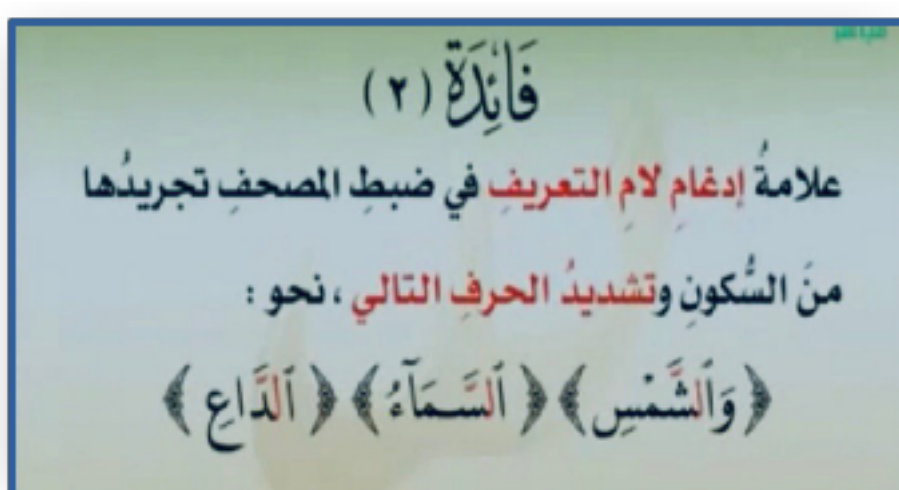 مباشر
فَائِدَة (٢)
علامةُ إدغامِ لامِ التعريفِ في ضبطِ المصحفِ تجريدُها
منَ السُّكونِ وتشديدُ الحرفِ التالي ، نحو :
﴿ وَٱلشَّمۡسِ ﴾ ﴿ ٱلسَّمَآءُ ﴾ ﴿ ٱلدَّاعِ ﴾